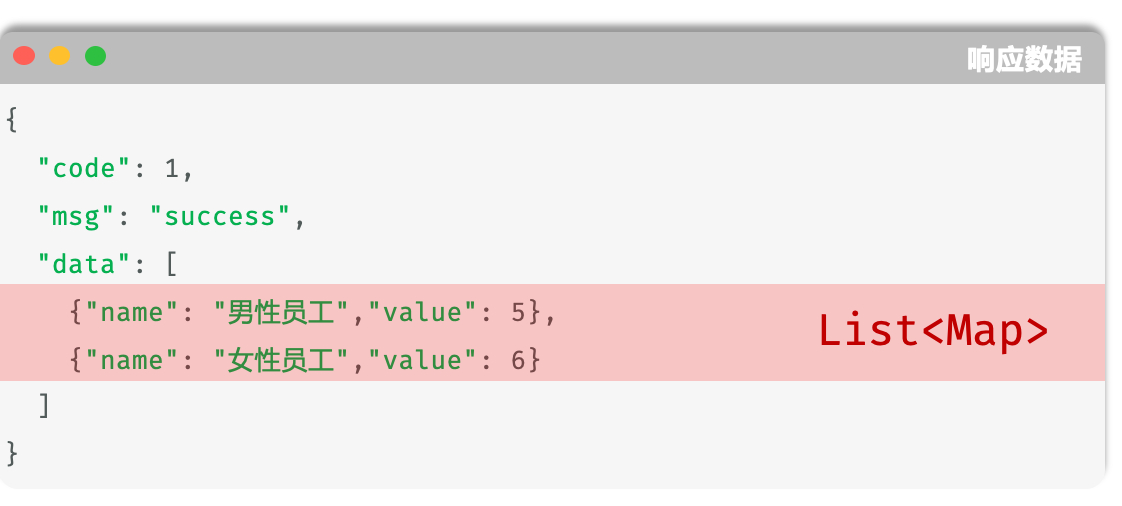 响应数据
{
  "code": 1,
  "msg": "success",
  "data": [
    {"name": "男性员工","value": 5},
    {"name": "女性员工","value": 6}
List<Map>
  ]
}